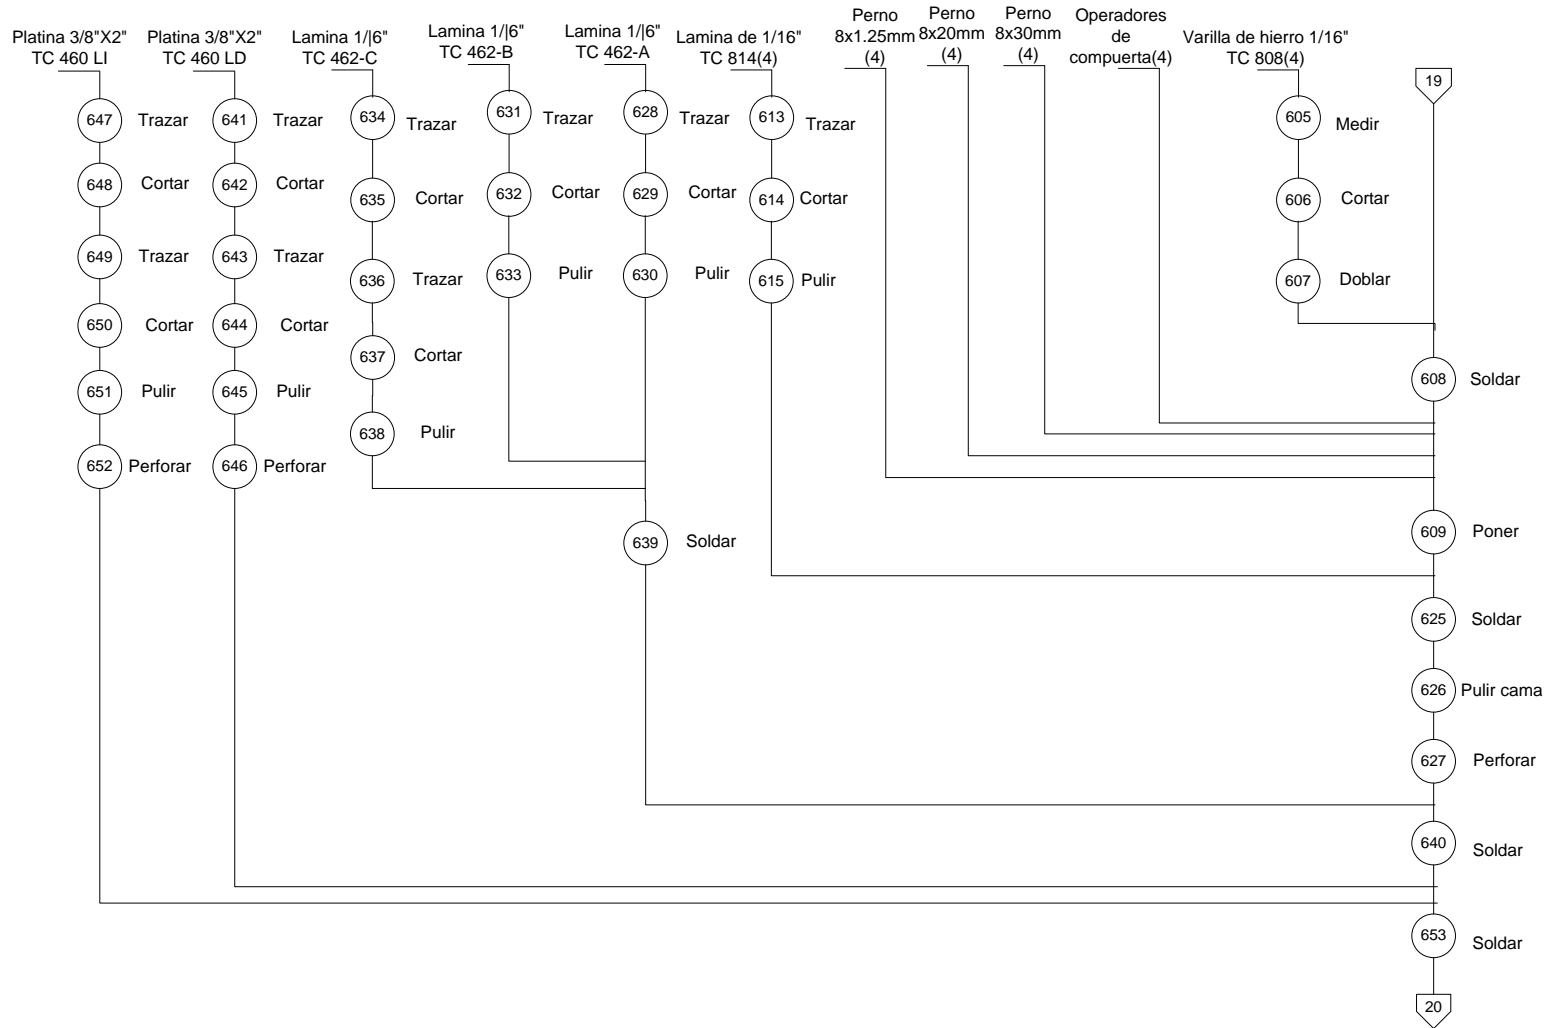 Platina 3/8"X2"
TC 460 LI
Platina 3/8"X2"
TC 460 LD
Lamina 1/|6"
TC 462-C
Lamina 1/|6"
TC 462-B
Lamina 1/|6"
TC 462-A
Lamina de 1/16"
TC 814(4)
Perno
8x1.25mm
(4)
Perno
8x20mm
(4)
Perno
8x30mm
(4)
Operadores
de
compuerta(4)
Varilla de hierro 1/16"
TC 808(4)
19
647 Trazar
648 Cortar
649 Trazar
650 Cortar
651 Pulir
652 Perforar
641 Trazar
642 Cortar
643 Trazar
644 Cortar
645 Pulir
646 Perforar
634 Trazar
635 Cortar
636 Trazar
637 Cortar
638 Pulir
631 Trazar
632 Cortar
633 Pulir
628 Trazar
629 Cortar
630 Pulir
639 Soldar
613 Trazar
614 Cortar
615 Pulir
605 Medir
606 Cortar
607 Doblar
608 Soldar
609 Poner
625 Soldar
626 Pulir cama
627 Perforar
640 Soldar
653 Soldar
20